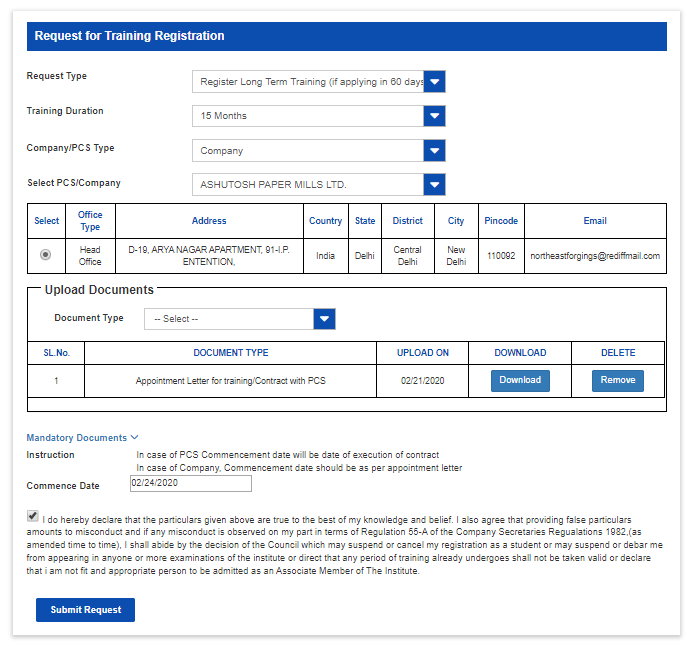 Request for Training Registration
Request Type
Register Long Term Training (if applying in 60 days
Training Duration
15 Months
Company/PCS Type
Company
Select PCS/Company
ASHUTOSH PAPER MILLS LTD.
Select Office Type Address Country State District City Pincode Email
Head Office D-19, ARYA NAGAR APARTMENT, 91-I.P. ENTENTION, India Delhi Central Delhi New Delhi 110092 northeastforgings@rediffmail.com
Upload Documents
Document Type
-- Select --
SL.No. DOCUMENT TYPE UPLOAD ON DOWNLOAD DELETE
1 Appointment Letter for training/Contract with PCS 02/21/2020 Download Remove
Mandatory Documents
Instruction In case of PCS Commencement date will be date of execution of contract
In case of Company, Commencement date should be as per appointment letter
Commence Date 02/24/2020
I do hereby declare that the particulars given above are true to the best of my knowledge and belief. I also agree that providing false particulars
amounts to misconduct and if any misconduct is observed on my part in terms of Regulation 55-A of the Company Secretaries Regualations 1982,(as
amended time to time), I shall abide by the decision of the Council which may suspend or cancel my registration as a student or may suspend or debar me
from appearing in anyone or more examinations of the institute or direct that any period of training already undergoes shall not be taken valid or declare
that i am not fit and appropriate person to be admitted as an Associate Member of The Institute.
Submit Request